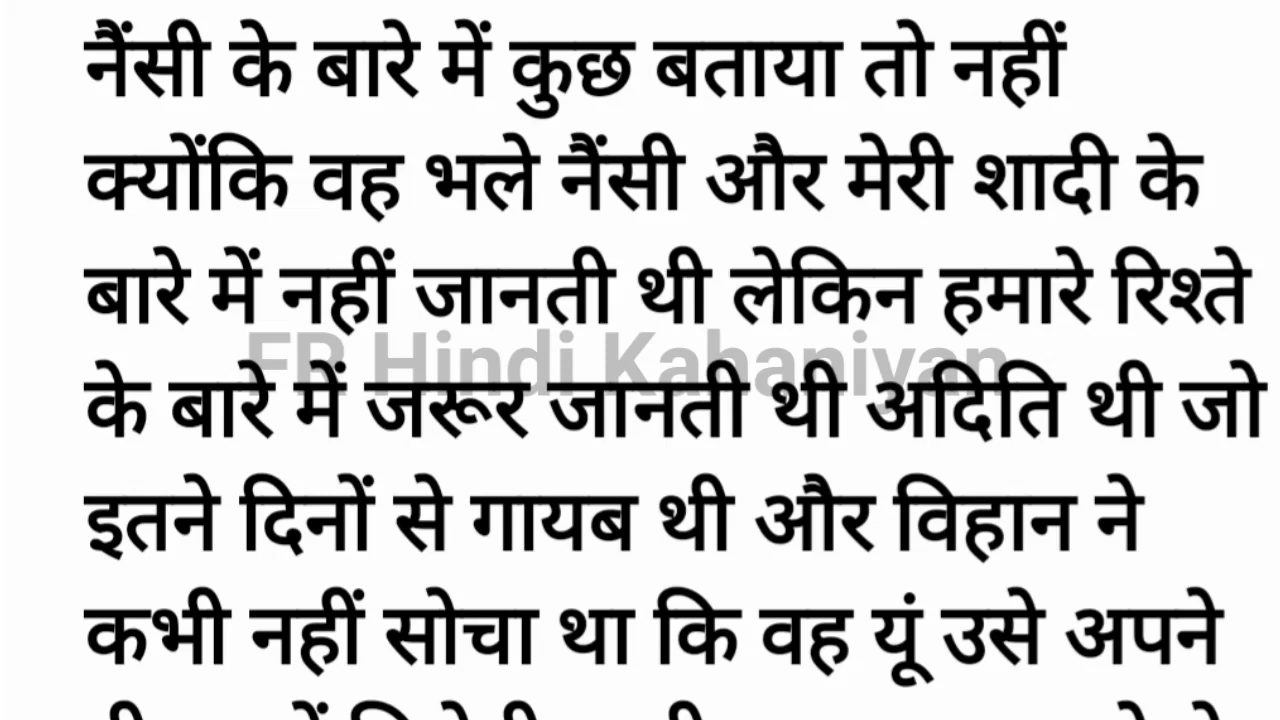 नैंसी के बारे में कुछ बताया तो नहीं
क्योंकि वह भले नैंसी और मेरी शादी के
बारे में नहीं जानती थी लेकिन हमारे रिश्ते
FR Hindi Kahaniyan
के बारे में जरूर जानती थी अदिति थी जो
इतने दिनों से गायब थी और विहान ने
कभी नहीं सोचा था कि वह यूं उसे अपने